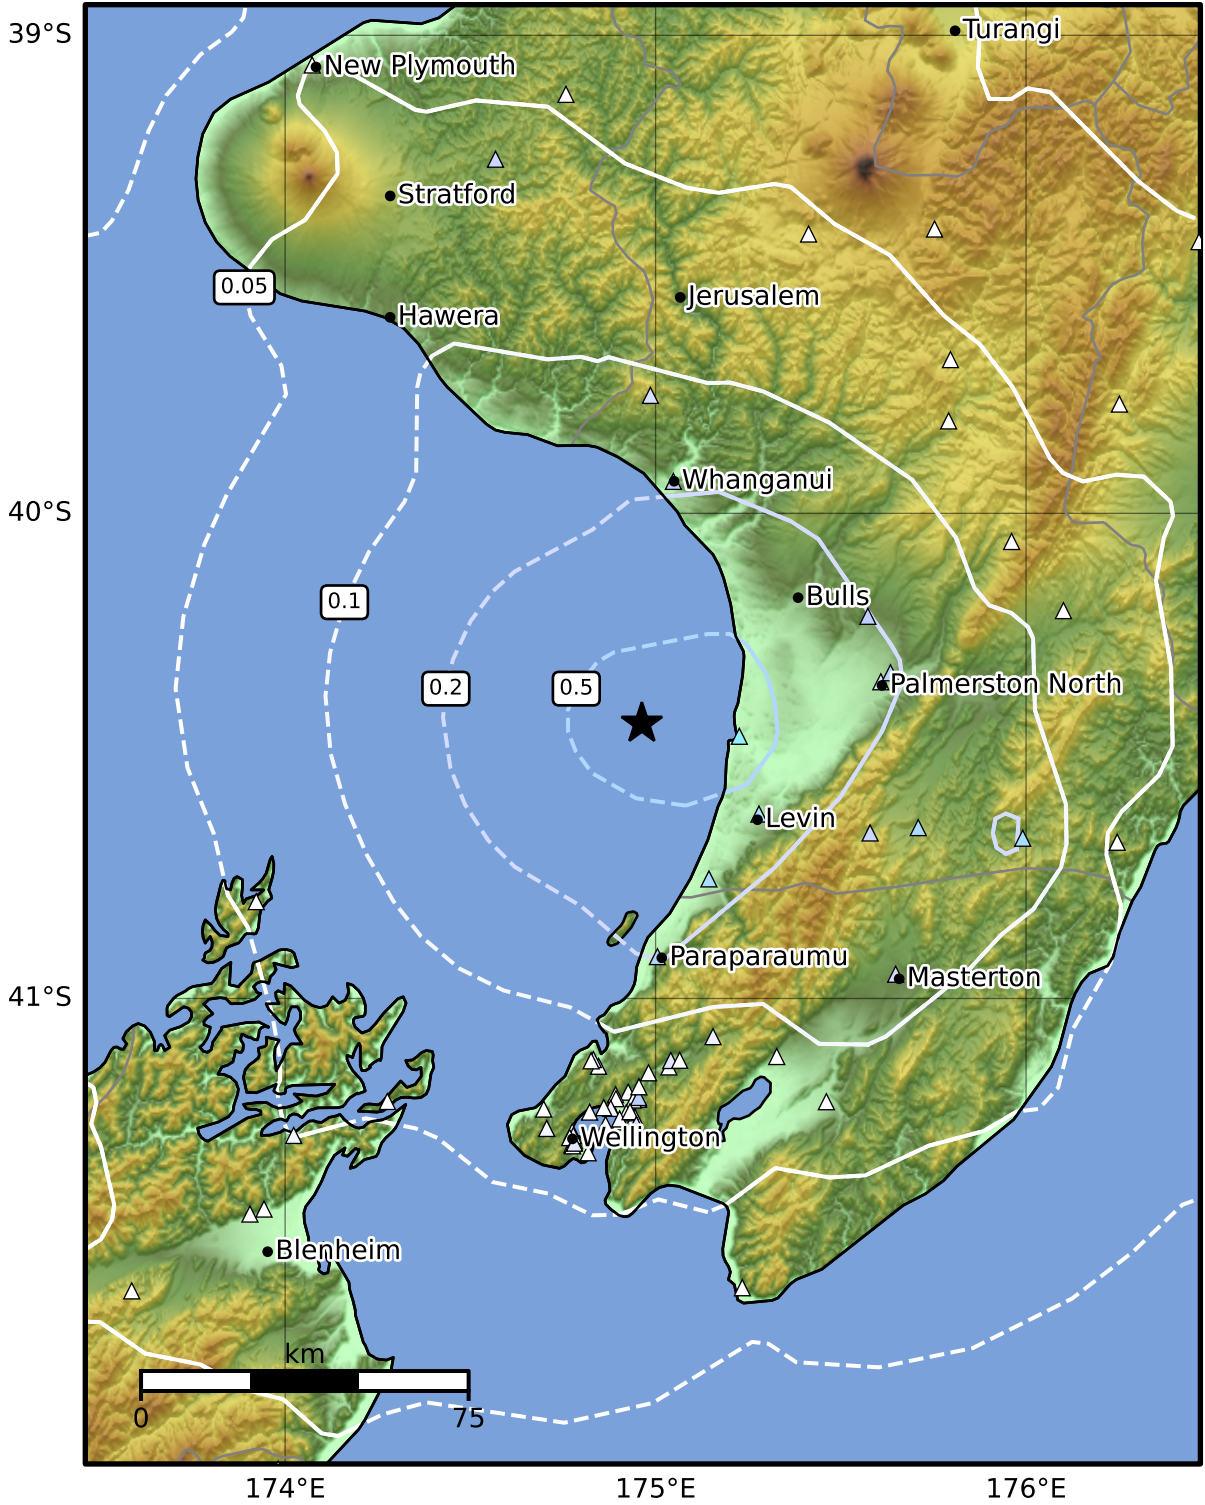 39°S
Turangi
New Plymouth
Stratford
0.05
Jerusalem
Hawera
Whanganui
40°S
0.1
Bulls
0.2
0.5
Palmerston North
Levin
Paraparaumu
Masterton
41°S
Wellington
Blenheim
km
0
75
174°E
175°E
176°E